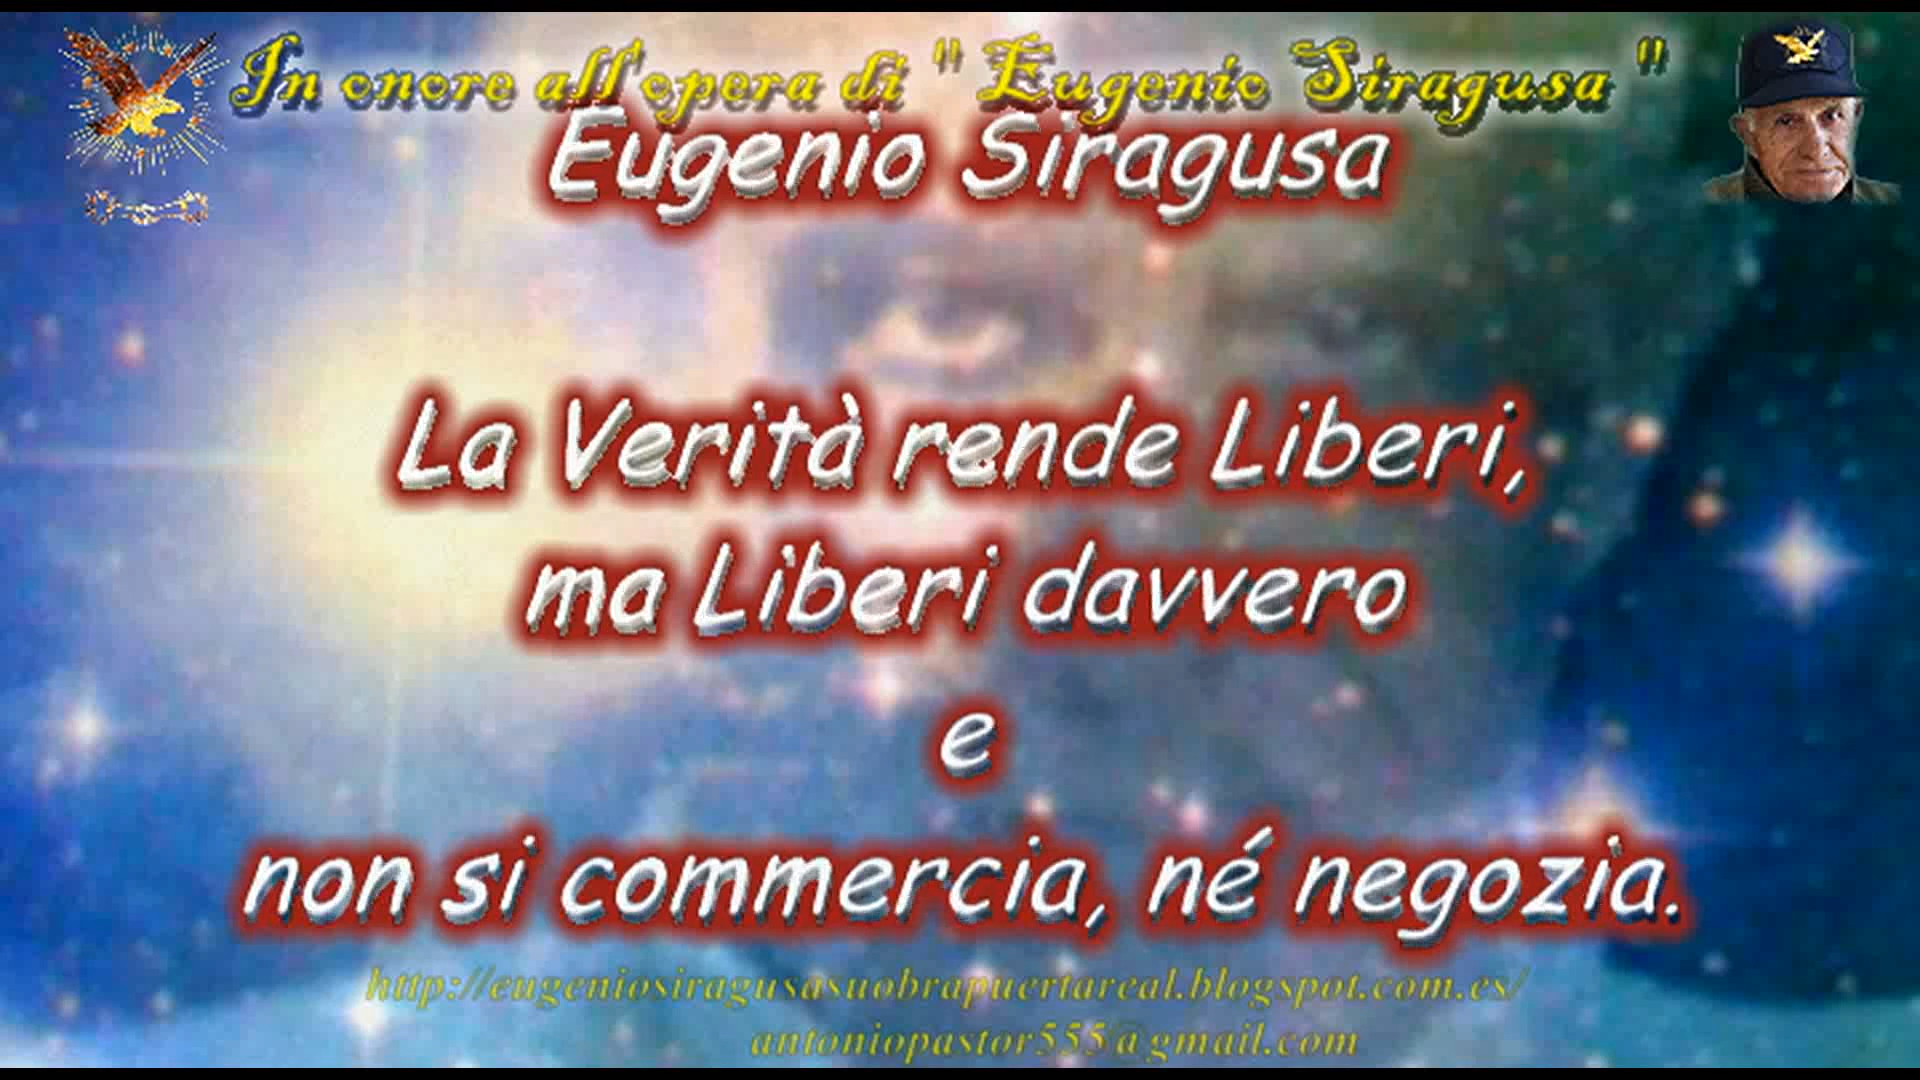 In onore all'opera di " Eugenio Siragusa "
Eugenio Siragusa
La Verità rende Liberi,
ma Liberi davvero
e
non si commercia, né negozia.
http://eugeniosiragusasuobrapuertareal.blogspot.com.es/
antoniopastor555@gmail.com